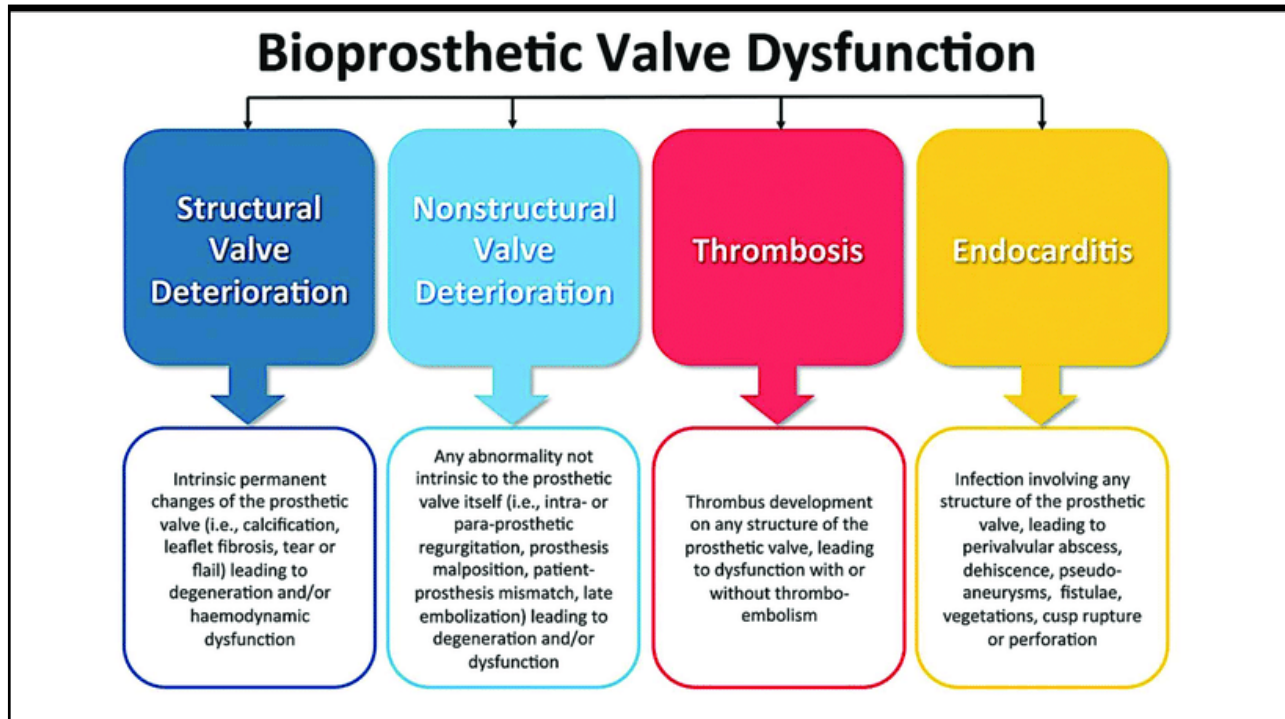 Bioprosthetic Valve Dysfunction
Structural
Valve
Deterioration
Nonstructural
Valve
Deterioration
Thrombosis
Endocarditis
Intrinsic permanent
changes of the prosthetic
valve (i.e., calcification,
leaflet fibrosis, tear or
flail) leading to
degeneration and/or
haemodynamic
dysfunction
Any abnormality not
intrinsic to the prosthetic
valve itself (i.e., intra- or
para-prosthetic
regurgitation, prosthesis
malposition, patient-
prosthesis mismatch, late
embolization) leading to
degeneration and/or
dysfunction
Thrombus development
on any structure of the
prosthetic valve, leading
to dysfunction with or
without thrombo-
embolism
Infection involving any
structure of the prosthetic
valve, leading to
perivalvular abscess,
dehiscence, pseudo-
aneurysms, fistulae,
vegetations, cusp rupture
or perforation